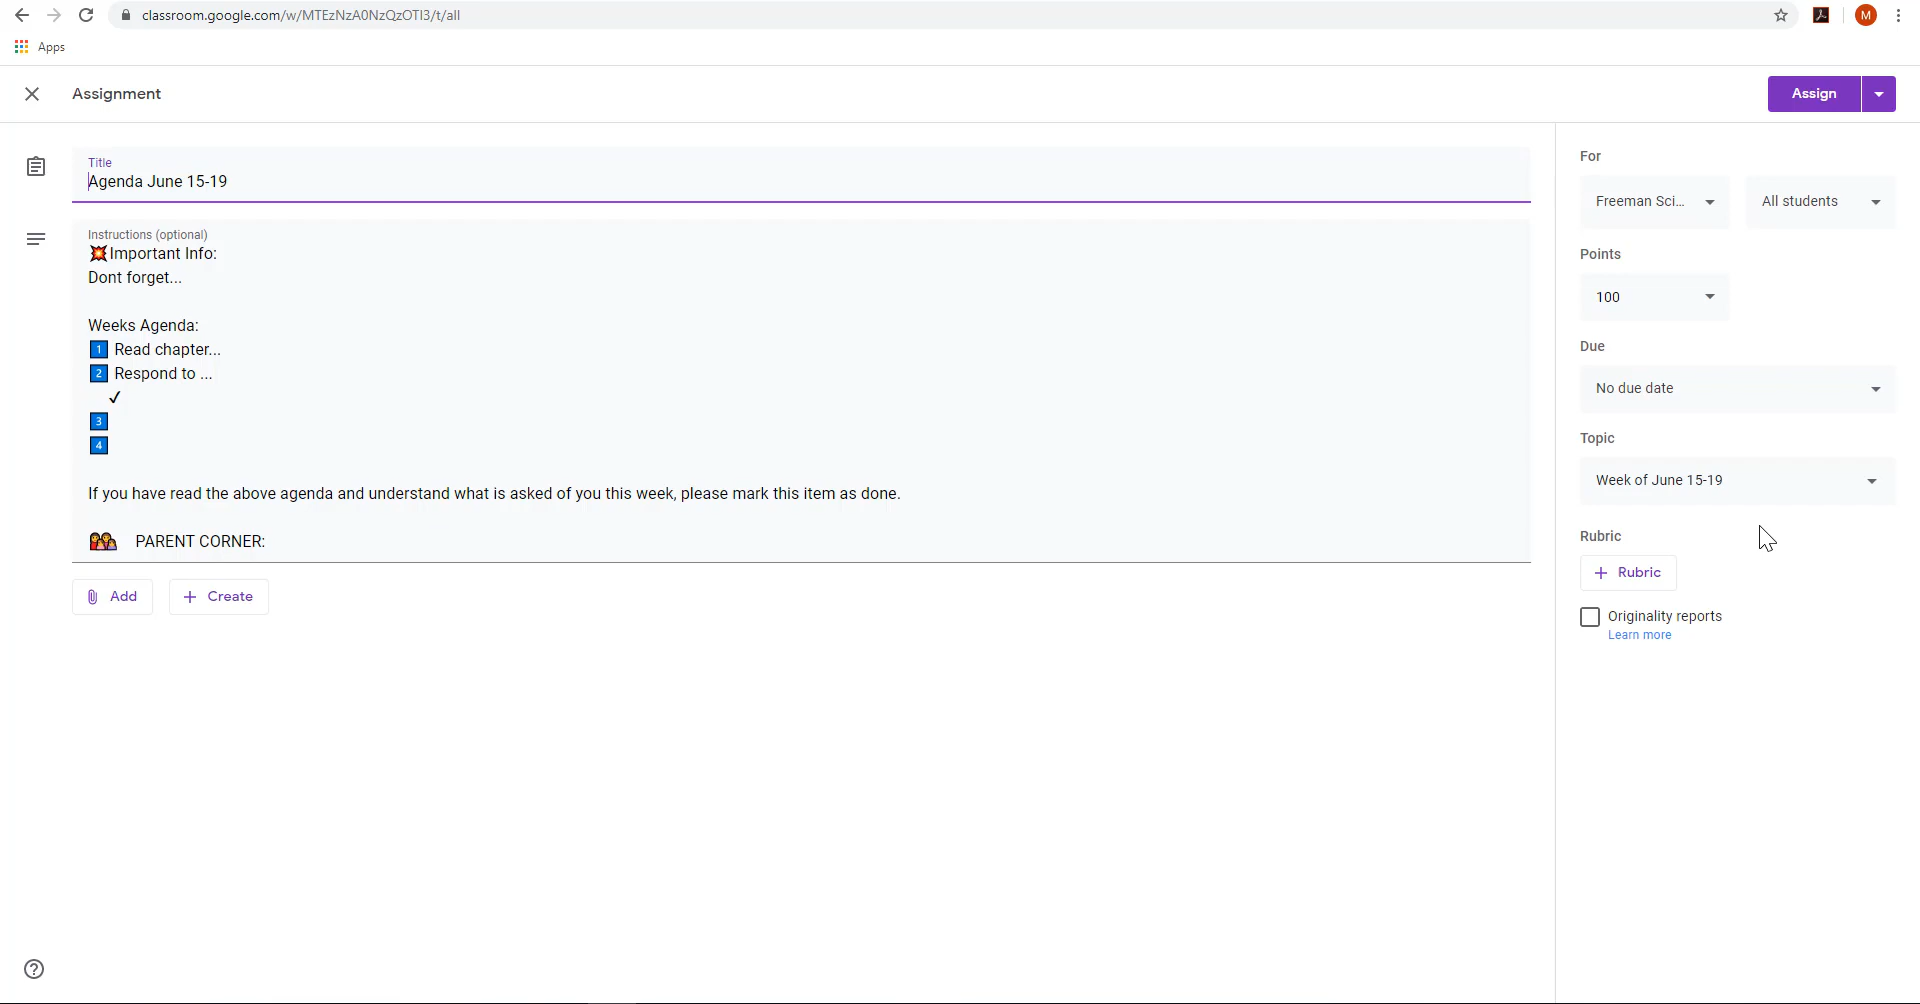 classroom.google.com/w/MTEzNzA0NzQzOTI3/t/all
M
Apps
Assignment
Assign
Title
Agenda June 15-19
Instructions (optional)
💥Important Info:
Dont forget...
Weeks Agenda:
1 Read chapter...
2 Respond to ...
✓
3
4
If you have read the above agenda and understand what is asked of you this week, please mark this item as done.
PARENT CORNER:
Add
+ Create
For
Freeman Sci...
All students
Points
100
Due
No due date
Topic
Week of June 15-19
Rubric
+ Rubric
Originality reports
Learn more